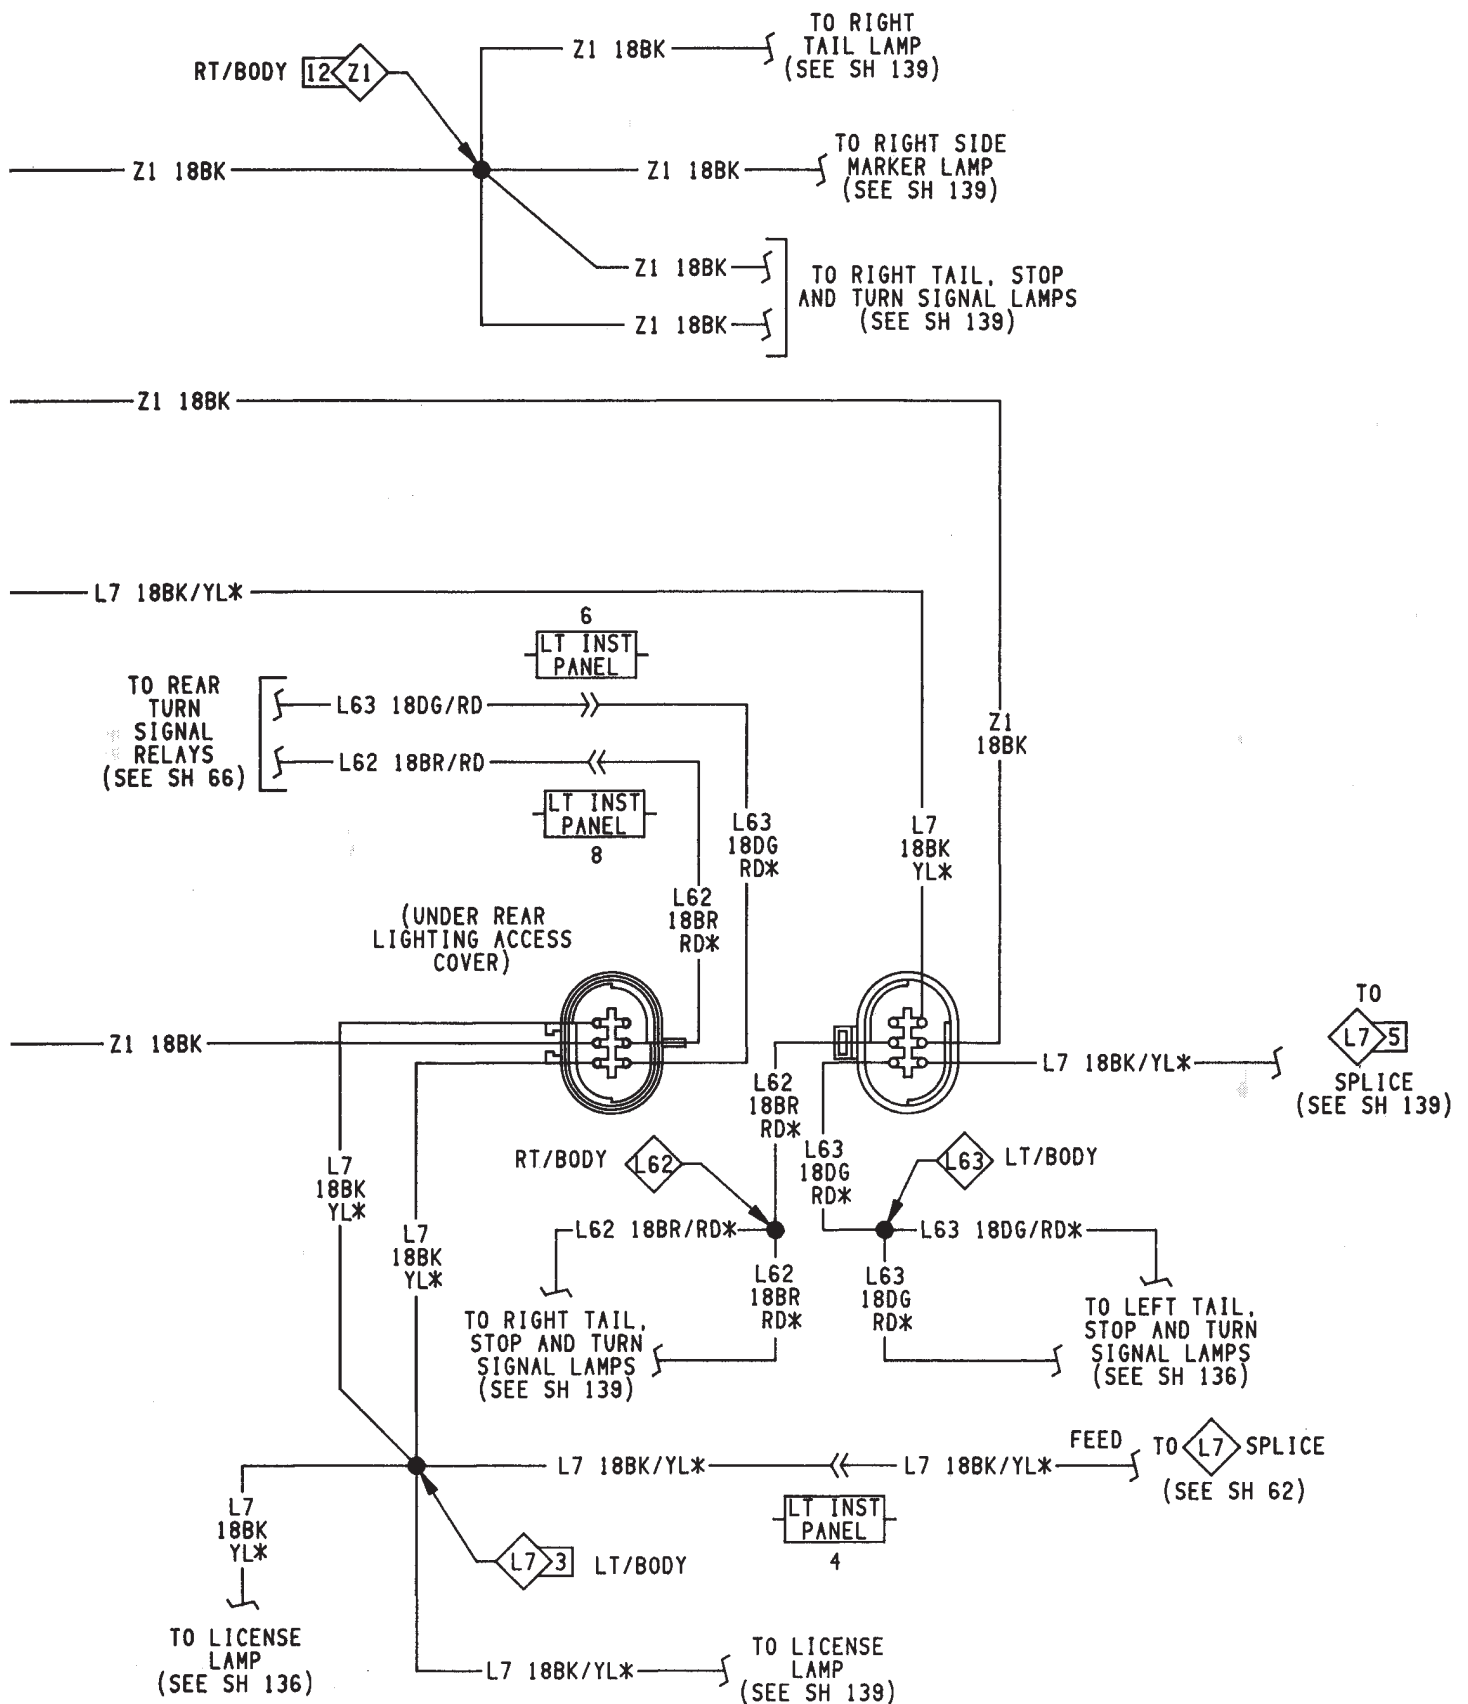 TO RIGHT
TAIL LAMP
(SEE SH 139)
Z1 18BK
RT/BODY 12 Z1
Z1 18BK
Z1 18BK
TO RIGHT SIDE
MARKER LAMP
(SEE SH 139)
Z1 18BK
Z1 18BK
TO RIGHT TAIL, STOP
AND TURN SIGNAL LAMPS
(SEE SH 139)
Z1 18BK
L7 18BK/YL*
6
LT INST
PANEL
TO REAR
TURN
SIGNAL
RELAYS
(SEE SH 66)
L63 18DG/RD
L62 18BR/RD
LT INST
PANEL
8
Z1
18BK
L63
18DG
RD*
L7
18BK
YL*
L62
18BR
RD*
(UNDER REAR
LIGHTING ACCESS
COVER)
Z1 18BK
TO
L7 5
SPLICE
(SEE SH 139)
L7 18BK/YL*
L62
18BR
RD*
L63
18DG
RD*
RT/BODY L62
L63 LT/BODY
L7
18BK
YL*
L7
18BK
YL*
L62 18BR/RD*
L63 18DG/RD*
L62
18BR
RD*
L63
18DG
RD*
TO RIGHT TAIL,
STOP AND TURN
SIGNAL LAMPS
(SEE SH 139)
TO LEFT TAIL,
STOP AND TURN
SIGNAL LAMPS
(SEE SH 136)
L7 18BK/YL*
L7 18BK/YL*
FEED
TO L7 SPLICE
(SEE SH 62)
LT INST
PANEL
4
L7
18BK
YL*
L7 3 LT/BODY
TO LICENSE
LAMP
(SEE SH 136)
L7 18BK/YL*
TO LICENSE
LAMP
(SEE SH 139)